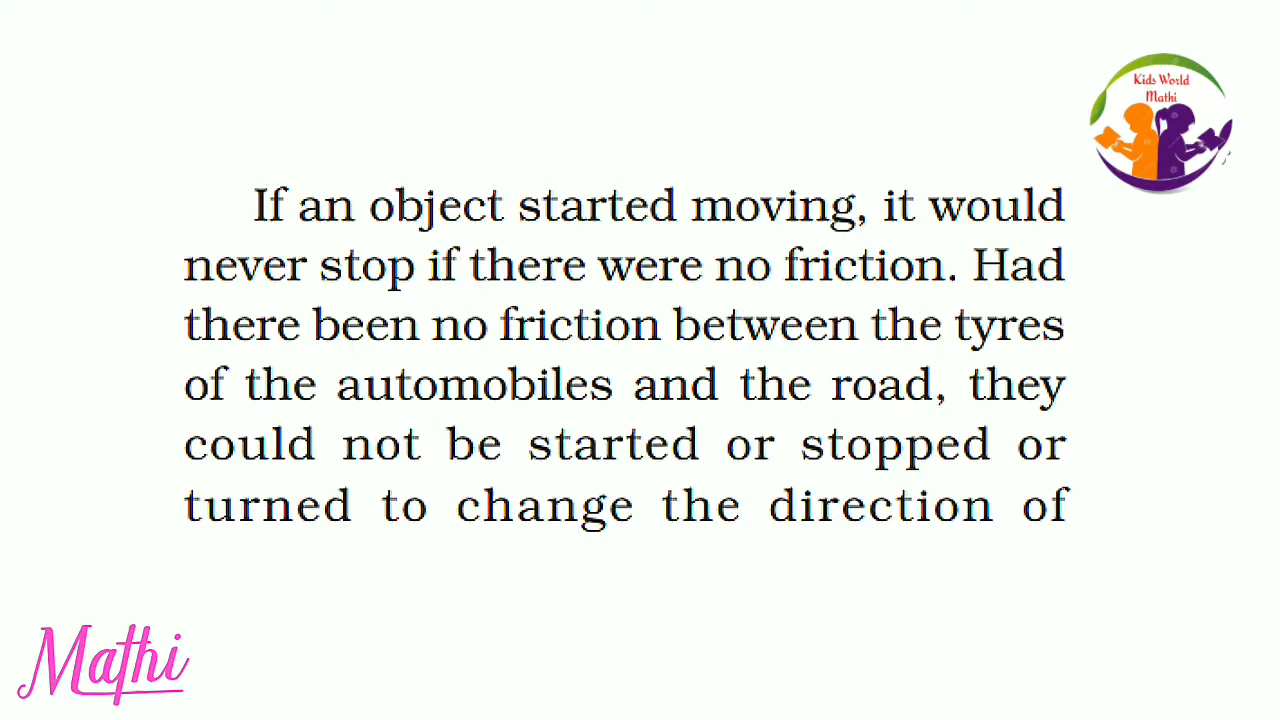 Kids World
Mathi
If an object started moving, it would
never stop if there were no friction. Had
there been no friction between the tyres
of the automobiles and the road, they
could not be started or stopped or
turned to change the direction of
Mathi